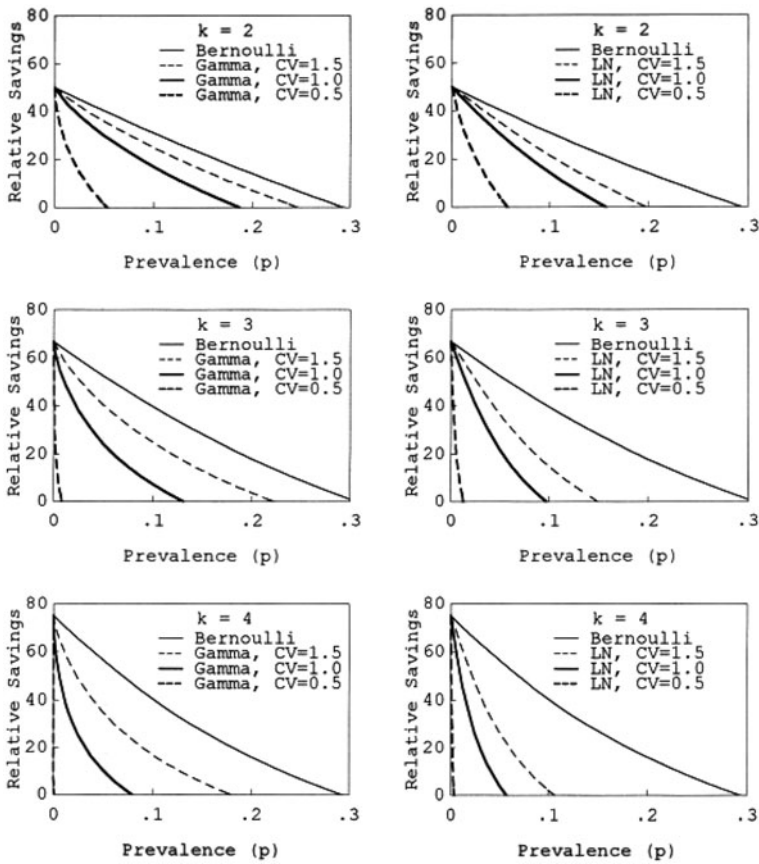 80
60
40
20
0
Relative Savings
k = 2
Bernoulli
Gamma, CV=1.5
Gamma, CV=1.0
Gamma, CV=0.5
0
.1
.2
.3
Prevalence (p)
80
60
40
20
0
Relative Savings
k = 2
Bernoulli
LN, CV=1.5
LN, CV=1.0
LN, CV=0.5
0
.1
.2
.3
Prevalence (p)
80
60
40
20
0
Relative Savings
k = 3
Bernoulli
Gamma, CV=1.5
Gamma, CV=1.0
Gamma, CV=0.5
0
.1
.2
.3
Prevalence (p)
80
60
40
20
0
Relative Savings
k = 3
Bernoulli
LN, CV=1.5
LN, CV=1.0
LN, CV=0.5
0
.1
.2
.3
Prevalence (p)
80
60
40
20
0
Relative Savings
k = 4
Bernoulli
Gamma, CV=1.5
Gamma, CV=1.0
Gamma, CV=0.5
0
.1
.2
.3
Prevalence (p)
80
60
40
20
0
Relative Savings
k = 4
Bernoulli
LN, CV=1.5
LN, CV=1.0
LN, CV=0.5
0
.1
.2
.3
Prevalence (p)